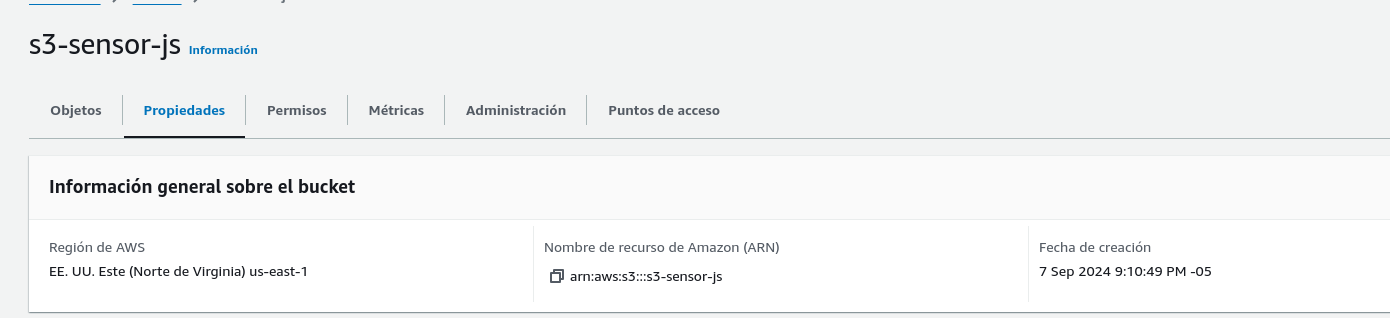 s3-sensor-js Información
Objetos Propiedades Permisos Métricas Administración Puntos de acceso
Información general sobre el bucket
Región de AWS
EE. UU. Este (Norte de Virginia) us-east-1
Nombre de recurso de Amazon (ARN)
arn:aws:s3:::s3-sensor-js
Fecha de creación
7 Sep 2024 9:10:49 PM -05